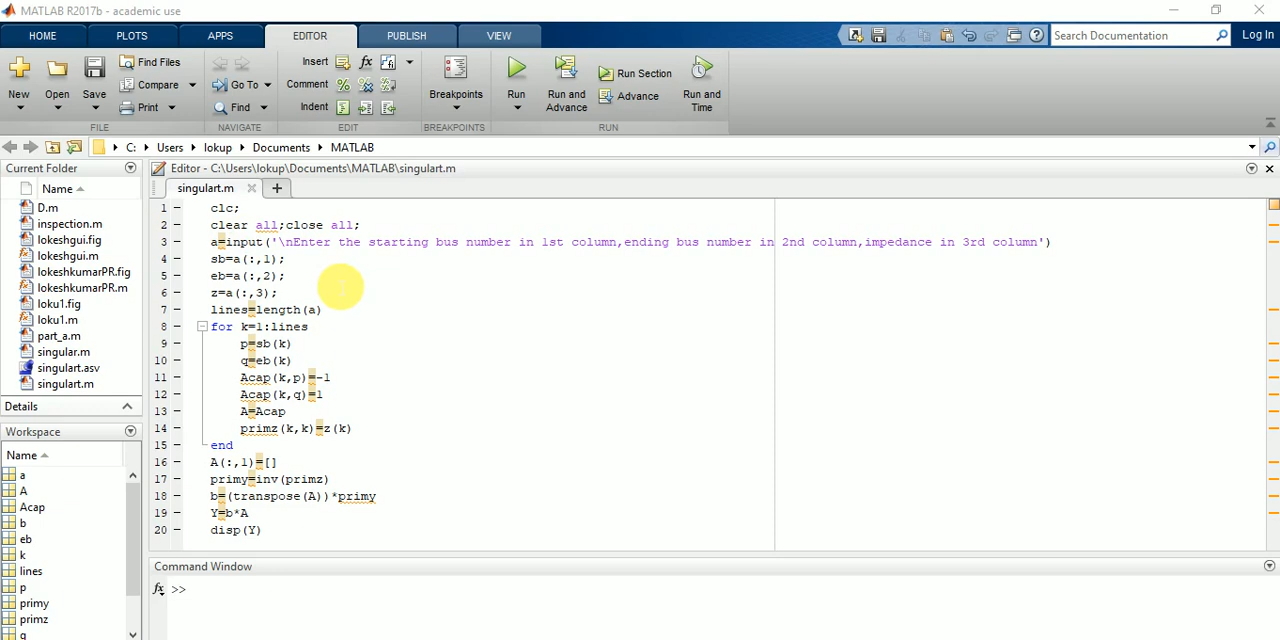 MATLAB R2017b - academic use
HOME PLOTS APPS EDITOR PUBLISH VIEW Search Documentation Log In
New Open Save Find Files Compare Print
Go To Find
Insert fx Comment % Indent
Breakpoints
Run Run and Advance Run Section Advance Run and Time
FILE NAVIGATE EDIT BREAKPOINTS RUN
C: Users lokup Documents MATLAB
Current Folder
Name
D.m
inspection.m
lokeshgui.fig
lokeshgui.m
lokeshkumarPR.fig
lokeshkumarPR.m
loku1.fig
loku1.m
part_a.m
singular.m
singulart.asv
singulart.m
Details
Workspace
Name
a
A
Acap
b
eb
k
lines
p
primy
primz
q
Editor - C:\Users\lokup\Documents\MATLAB\singulart.m
singulart.m
1 clc;
2 clear all;close all;
3 a=input('\nEnter the starting bus number in 1st column,ending bus number in 2nd column,impedance in 3rd column')
4 sb=a(:,1);
5 eb=a(:,2);
6 z=a(:,3);
7 lines=length(a)
8 for k=1:lines
9 p=sb(k)
10 q=eb(k)
11 Acap(k,p)=-1
12 Acap(k,q)=1
13 A=Acap
14 primz(k,k)=z(k)
15 end
16 A(:,1)=[]
17 primy=inv(primz)
18 b=(transpose(A))*primy
19 Y=b*A
20 disp(Y)
Command Window
fx >>